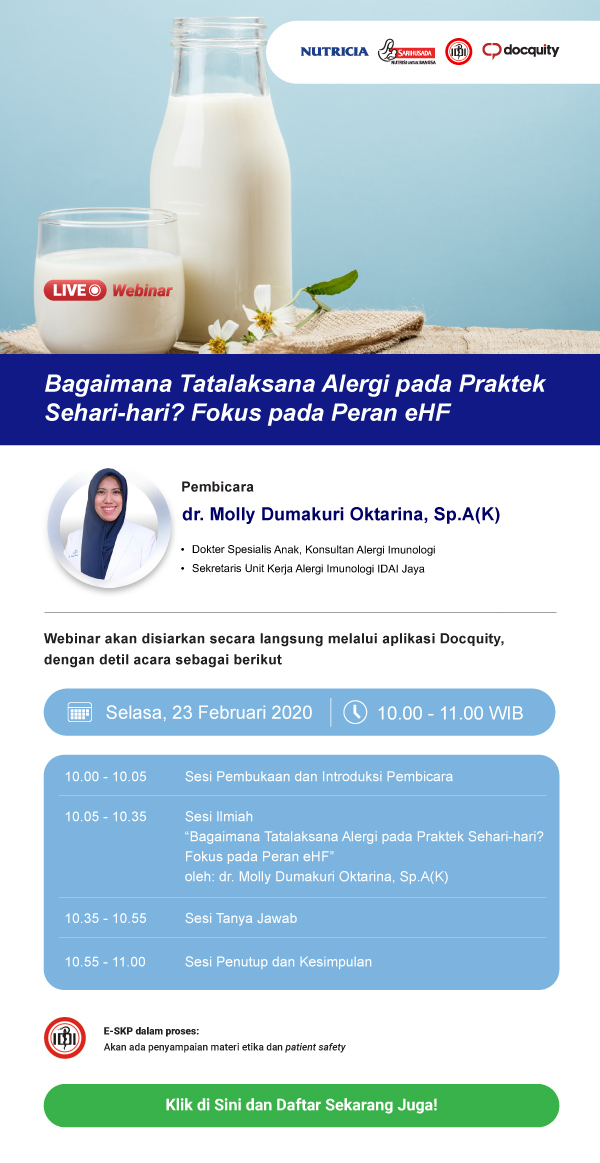 NUTRICIA
SARIHUSADA
NUTRISI untuk BANGSA
IDI
docquity
LIVE Webinar
Bagaimana Tatalaksana Alergi pada Praktek
Sehari-hari? Fokus pada Peran eHF
Pembicara
dr. Molly Dumakuri Oktarina, Sp.A(K)
• Dokter Spesialis Anak, Konsultan Alergi Imunologi
• Sekretaris Unit Kerja Alergi Imunologi IDAI Jaya
Webinar akan disiarkan secara langsung melalui aplikasi Docquity,
dengan detil acara sebagai berikut
Selasa, 23 Februari 2020
10.00 - 11.00 WIB
10.00 - 10.05 Sesi Pembukaan dan Introduksi Pembicara
10.05 - 10.35 Sesi Ilmiah
“Bagaimana Tatalaksana Alergi pada Praktek Sehari-hari?
Fokus pada Peran eHF”
oleh: dr. Molly Dumakuri Oktarina, Sp.A(K)
10.35 - 10.55 Sesi Tanya Jawab
10.55 - 11.00 Sesi Penutup dan Kesimpulan
IDI
E-SKP dalam proses:
Akan ada penyampaian materi etika dan patient safety
Klik di Sini dan Daftar Sekarang Juga!